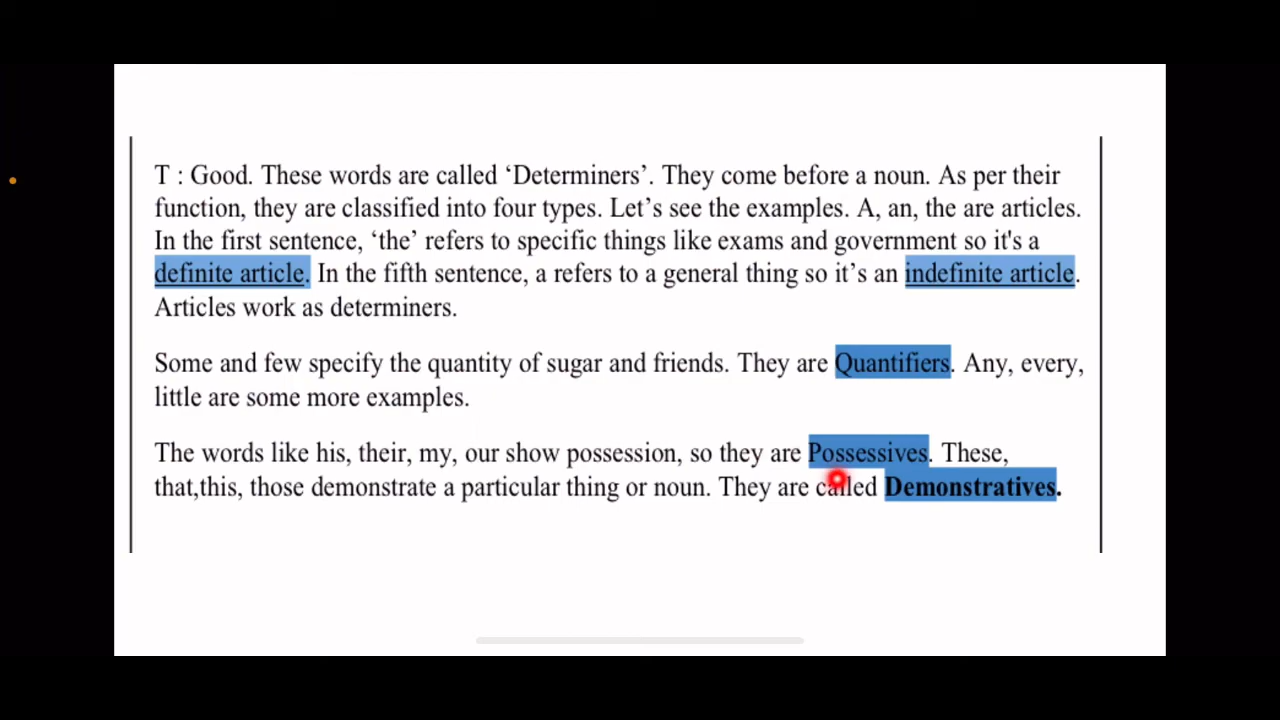 T : Good. These words are called ‘Determiners’. They come before a noun. As per their
function, they are classified into four types. Let’s see the examples. A, an, the are articles.
In the first sentence, ‘the’ refers to specific things like exams and government so it's a
definite article. In the fifth sentence, a refers to a general thing so it’s an indefinite article.
Articles work as determiners.
Some and few specify the quantity of sugar and friends. They are Quantifiers. Any, every,
little are some more examples.
The words like his, their, my, our show possession, so they are Possessives. These,
that,this, those demonstrate a particular thing or noun. They are called Demonstratives.